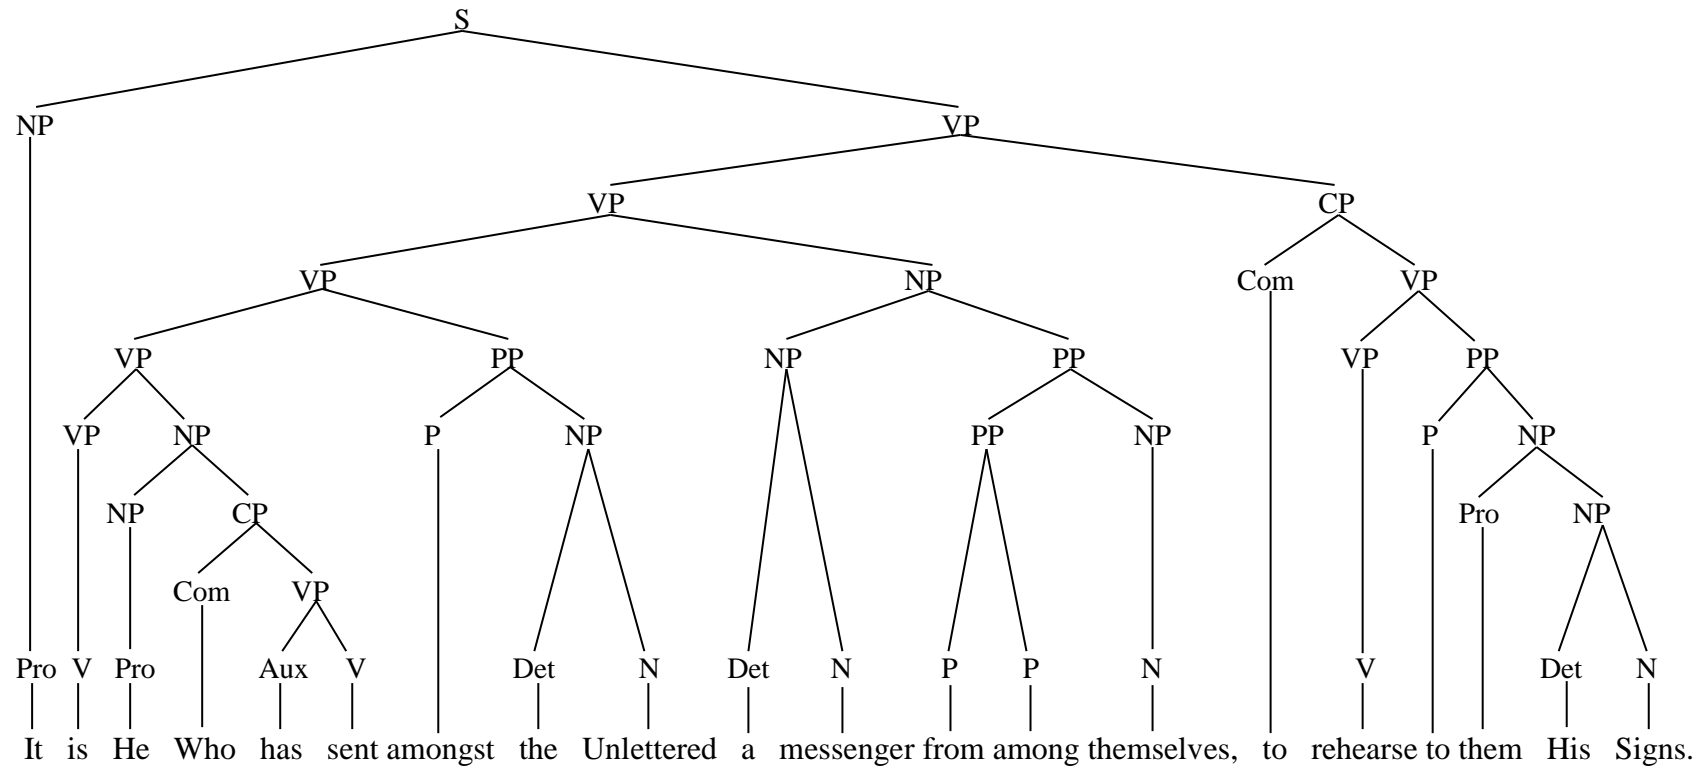 S
NP VP
VP CP
VP NP Com VP
VP PP NP PP VP PP
VP NP P NP PP NP P NP
NP CP Pro NP
Com VP
Pro V Pro Aux V Det N Det N P P N V Det N
It is He Who has sent amongst the Unlettered a messenger from among themselves, to rehearse to them His Signs.